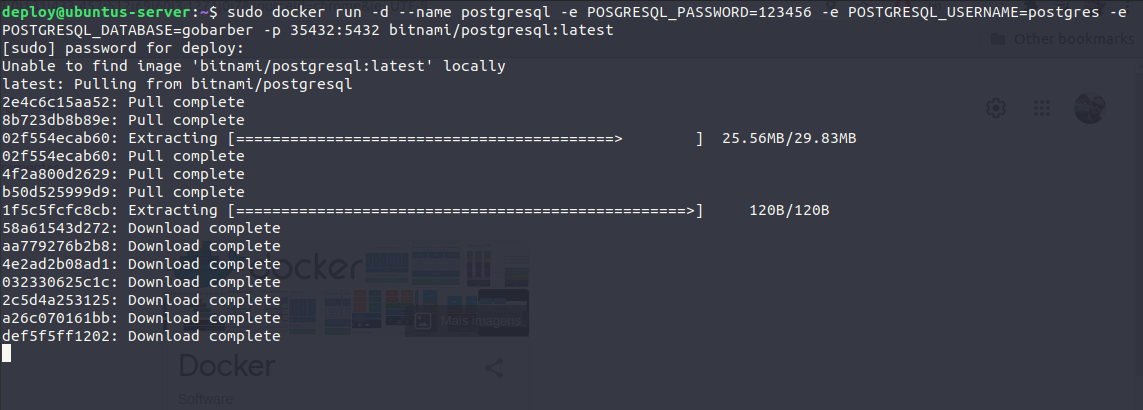 deploy@ubuntus-server:~$ sudo docker run -d --name postgresql -e POSGRESQL_PASSWORD=123456 -e POSTGRESQL_USERNAME=postgres -e
POSTGRESQL_DATABASE=gobarber -p 35432:5432 bitnami/postgresql:latest
Other bookmarks
[sudo] password for deploy:
Unable to find image 'bitnami/postgresql:latest' locally
latest: Pulling from bitnami/postgresql
2e4c6c15aa52: Pull complete
8b723db8b89e: Pull complete
02f554ecab60: Extracting [==========================================>        ]  25.56MB/29.83MB
02f554ecab60: Pull complete
4f2a800d2629: Pull complete
b50d525999d9: Pull complete
1f5c5fcfc8cb: Extracting [==================================================>]     120B/120B
58a61543d272: Download complete
aa779276b2b8: Download complete
4e2ad2b08ad1: Download complete
docker
032330625c1c: Download complete
2c5d4a253125: Download complete
a26c070161bb: Download complete
Mais imagens
def5f5ff1202: Download complete
Docker
Software